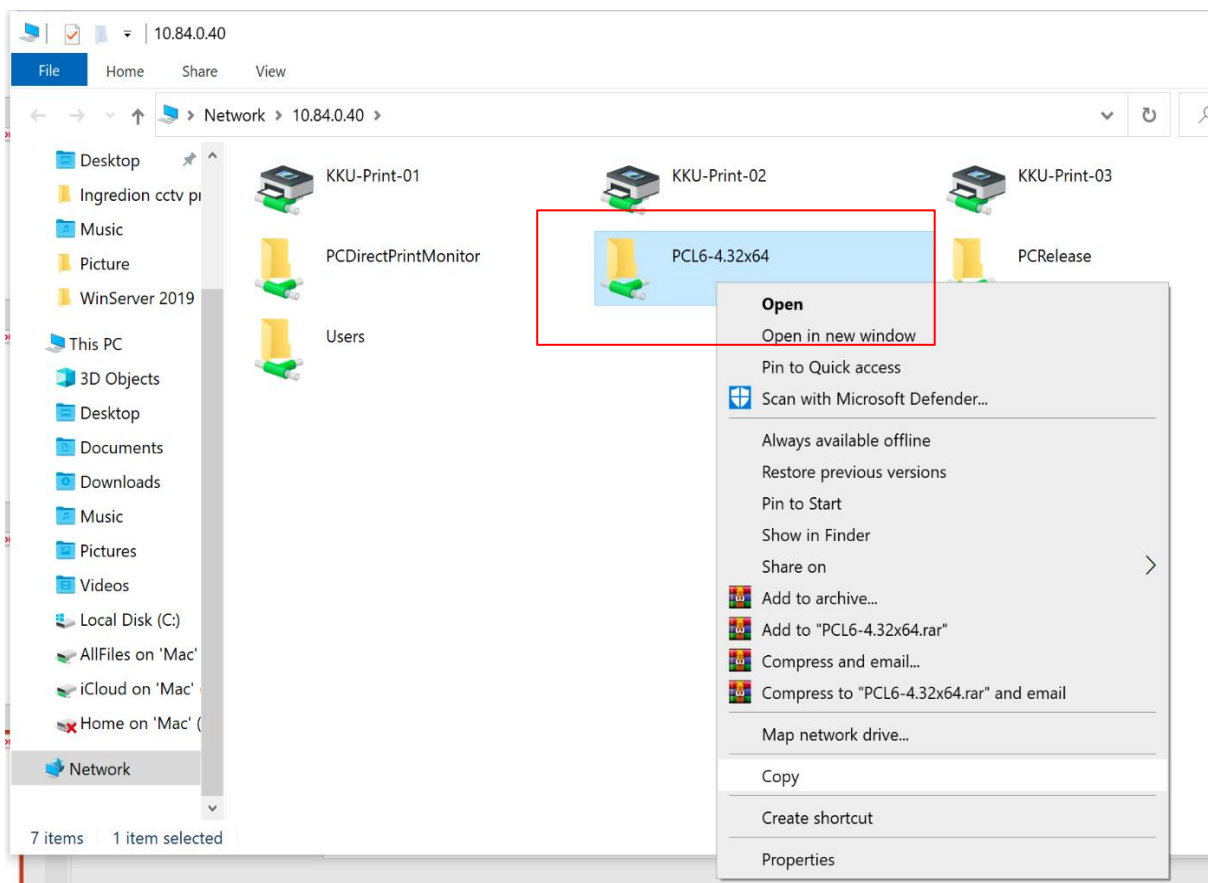 10.84.0.40
File Home Share View
Network > 10.84.0.40 >
Desktop
Ingredion cctv
Music
Picture
WinServer 2019
This PC
3D Objects
Desktop
Documents
Downloads
Music
Pictures
Videos
Local Disk (C:)
AllFiles on 'Mac'
iCloud on 'Mac'
Home on 'Mac' (
Network
KKU-Print-01 KKU-Print-02 KKU-Print-03
PCDirectPrintMonitor PCL6-4.32x64 PCRelease
Users
Open
Open in new window
Pin to Quick access
Scan with Microsoft Defender...
Always available offline
Restore previous versions
Pin to Start
Show in Finder
Share on
Add to archive...
Add to "PCL6-4.32x64.rar"
Compress and email...
Compress to "PCL6-4.32x64.rar" and email
Map network drive...
Copy
Create shortcut
Properties
7 items 1 item selected